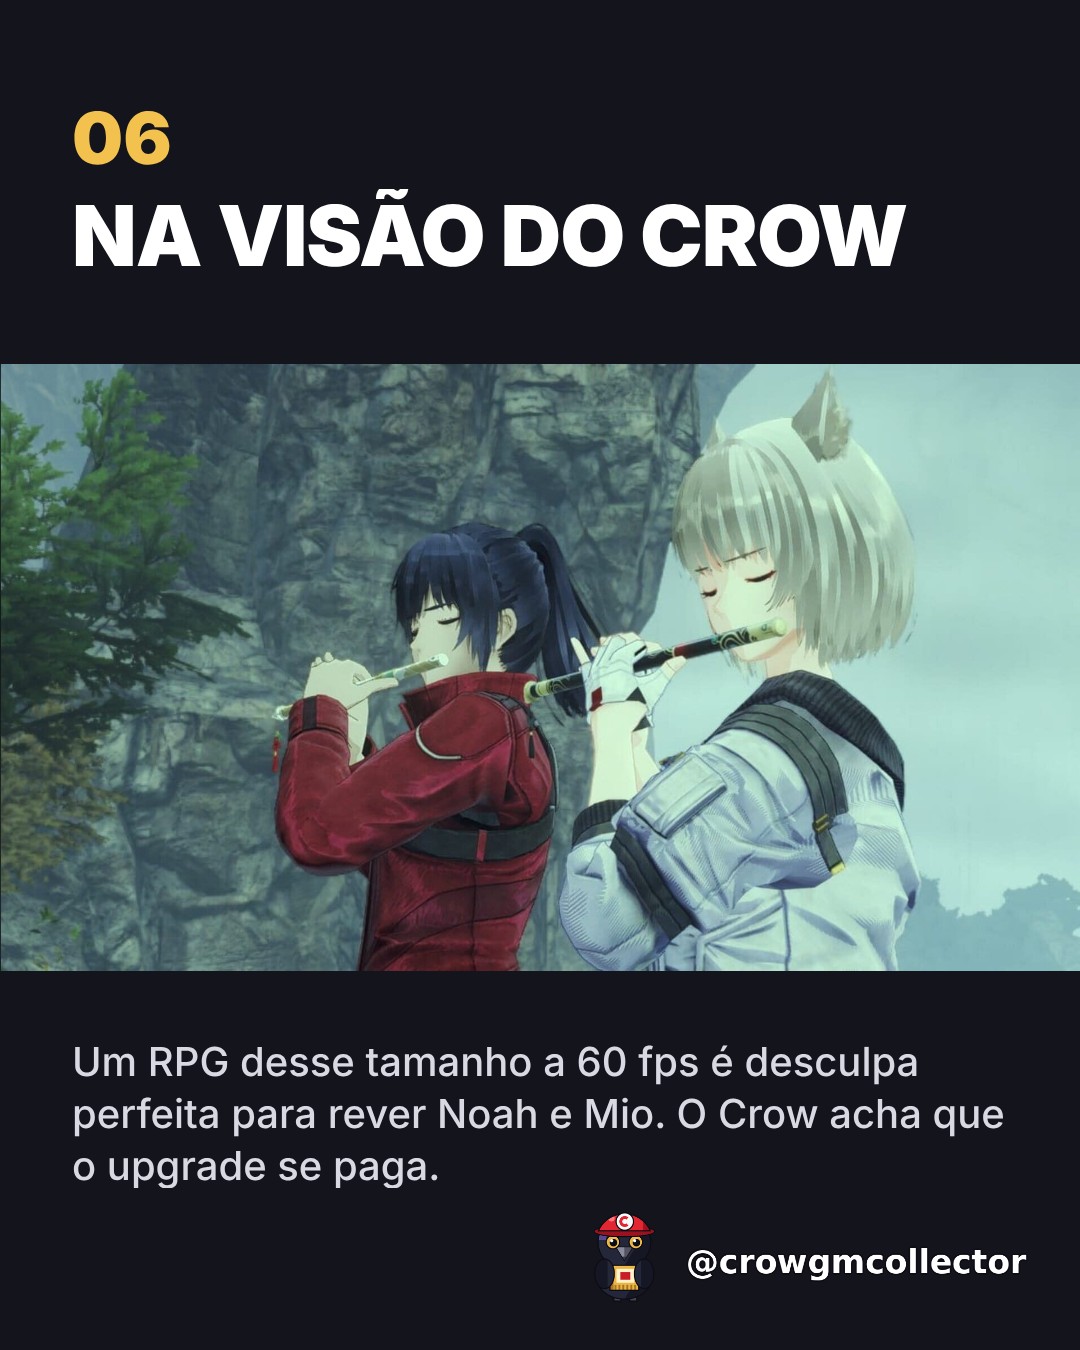 06
NA VISÃO DO CROW
Um RPG desse tamanho a 60 fps é desculpa
perfeita para rever Noah e Mio. O Crow acha que
o upgrade se paga.
C
@crowgmcollector